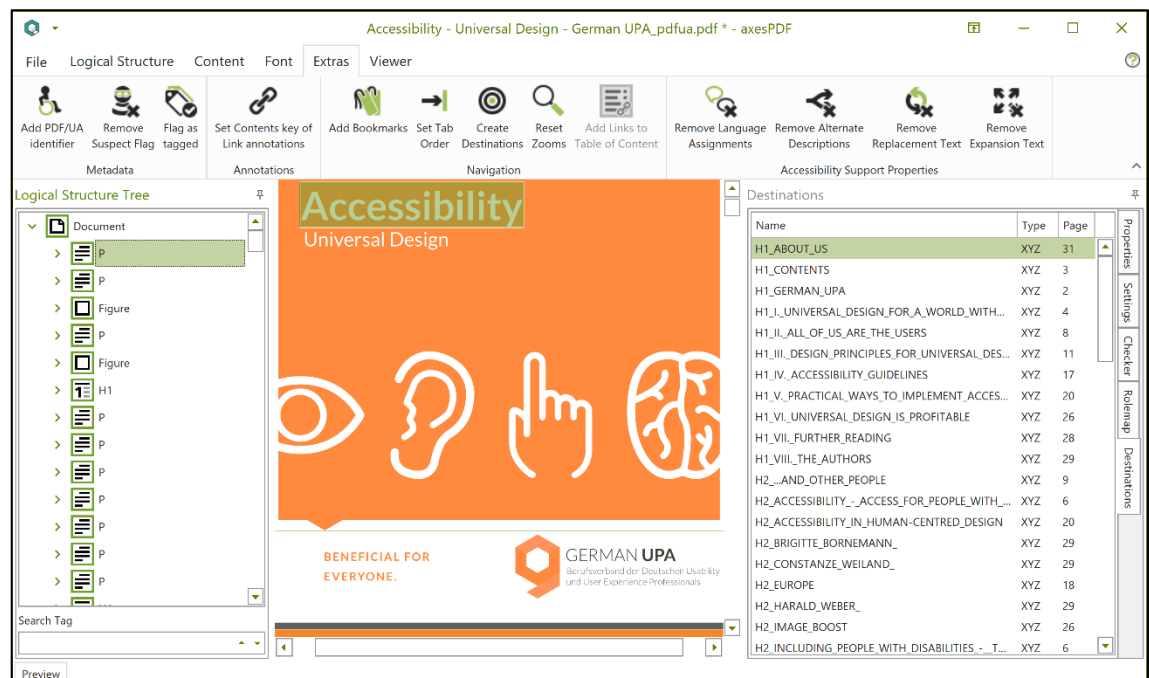 Accessibility - Universal Design - German UPA_pdfua.pdf * - axesPDF
File Logical Structure Content Font Extras Viewer
Add PDF/UA identifier
Remove Suspect Flag
Flag as tagged
Metadata
Set Contents key of Link annotations
Annotations
Add Bookmarks
Set Tab Order
Create Destinations
Reset Zooms
Add Links to Table of Content
Navigation
Remove Language Assignments
Remove Alternate Descriptions
Remove Replacement Text
Remove Expansion Text
Accessibility Support Properties
Logical Structure Tree
Document
P
P
Figure
P
Figure
H1
P
P
P
P
P
P
P
Search Tag
Preview
Accessibility
Universal Design
BENEFICIAL FOR
EVERYONE.
GERMAN UPA
Berufsverband der Deutschen Usability
und User Experience Professionals
Destinations
Name Type Page
H1_ABOUT_US XYZ 31
H1_CONTENTS XYZ 3
H1_GERMAN_UPA XYZ 2
H1_I._UNIVERSAL_DESIGN_FOR_A_WORLD_WITH... XYZ 4
H1_II._ALL_OF_US_ARE_THE_USERS XYZ 8
H1_III._DESIGN_PRINCIPLES_FOR_UNIVERSAL_DES... XYZ 11
H1_IV._ACCESSIBILITY_GUIDELINES XYZ 17
H1_V._PRACTICAL_WAYS_TO_IMPLEMENT_ACCES... XYZ 20
H1_VI._UNIVERSAL_DESIGN_IS_PROFITABLE XYZ 26
H1_VII._FURTHER_READING XYZ 28
H1_VIII._THE_AUTHORS XYZ 29
H2_...AND_OTHER_PEOPLE XYZ 9
H2_ACCESSIBILITY_-_ACCESS_FOR_PEOPLE_WITH_... XYZ 6
H2_ACCESSIBILITY_IN_HUMAN-CENTRED_DESIGN XYZ 20
H2_BRIGITTE_BORNEMANN_ XYZ 29
H2_CONSTANZE_WEILAND_ XYZ 29
H2_EUROPE XYZ 18
H2_HARALD_WEBER_ XYZ 29
H2_IMAGE_BOOST XYZ 26
H2_INCLUDING_PEOPLE_WITH_DISABILITIES_-_T... XYZ 6
Properties
Settings
Checker
Rolemap
Destinations